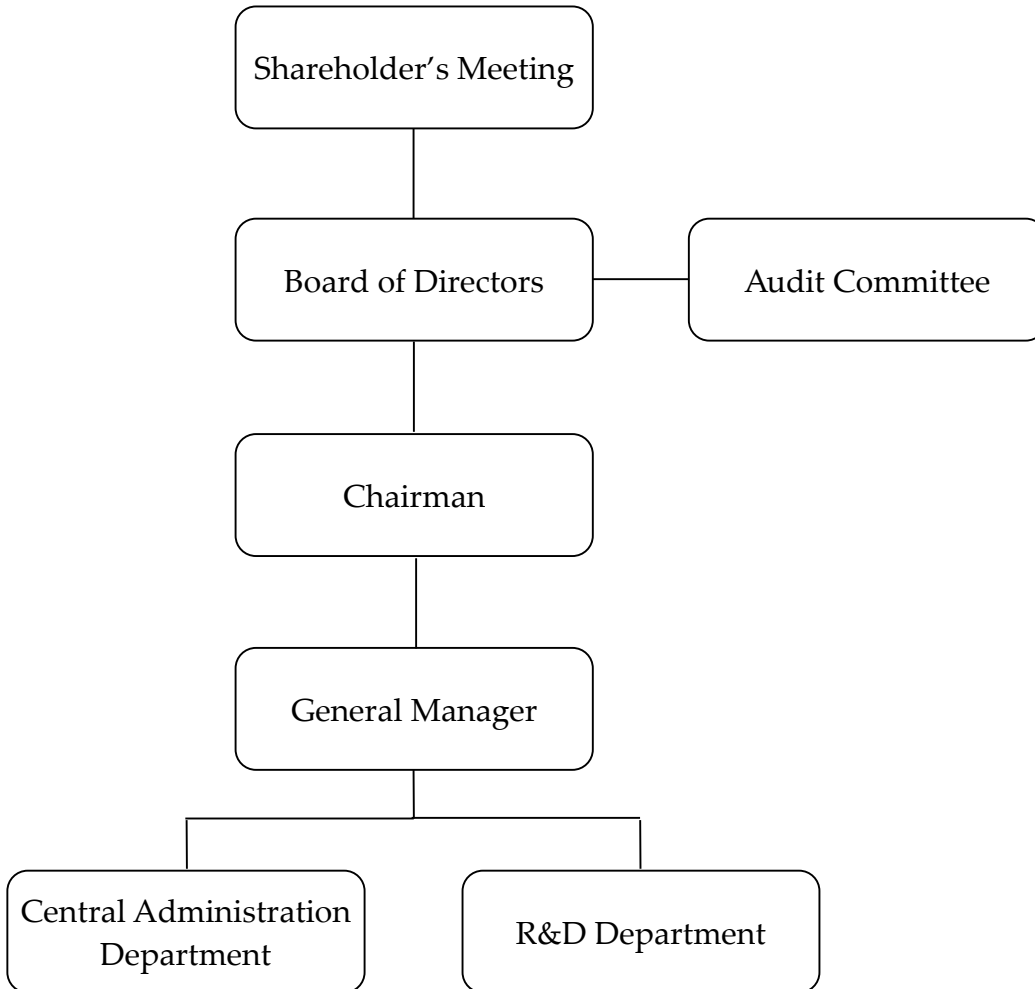 Shareholder’s Meeting
Board of Directors
Audit Committee
Chairman
General Manager
Central Administration
Department
R&D Department